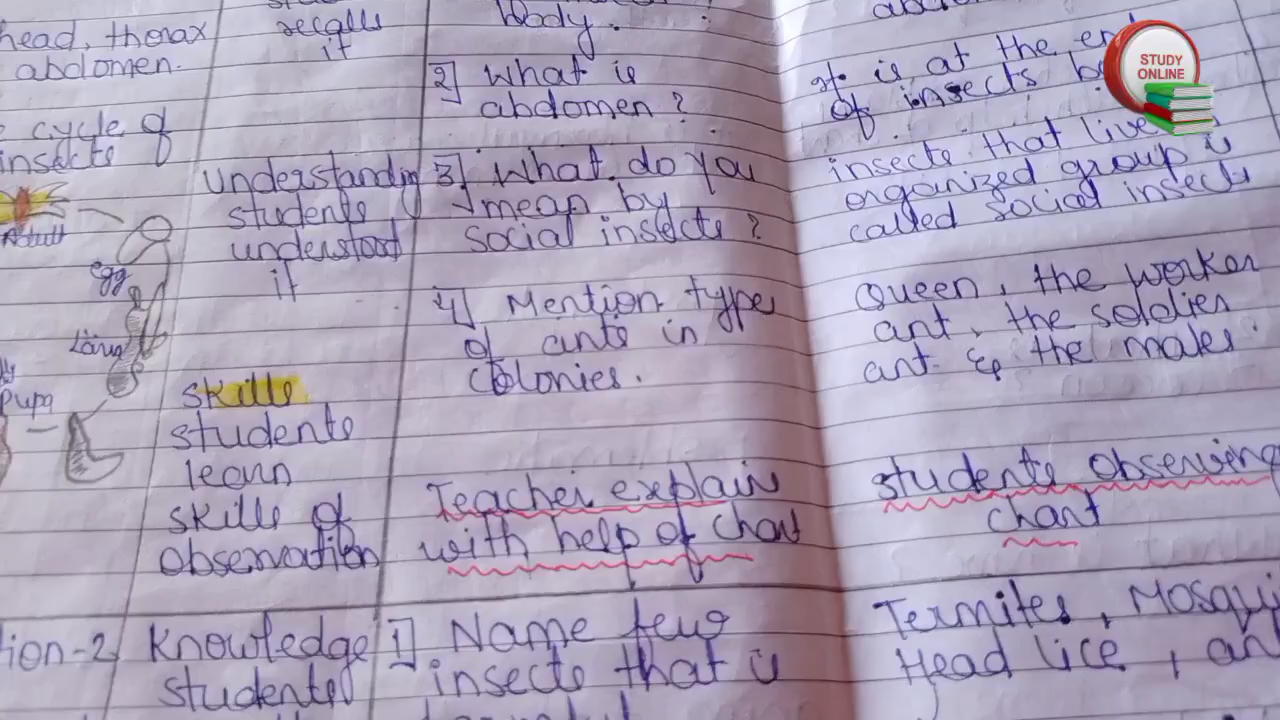 head, thorax
abdomen.
cycle of
insects
Adult
egg
Pupa
recalls
it
understanding
students
understood
it
skills
students
learn
skills of
observation
tion-2
knowledge
students
body.
2] What is
abdomen ?
3] What do you
mean by
social insects ?
4] Mention type
of ants in
colonies.
Teacher explain
with help of chart
1] Name few
insects that is
It is at the
of insects
insects that live
organized group is
called social insects
Queen, the worker
ant, the soldier
ant & the males.
students observing
chart
Termites, Mosqui
Head lice, an
STUDY
ONLINE